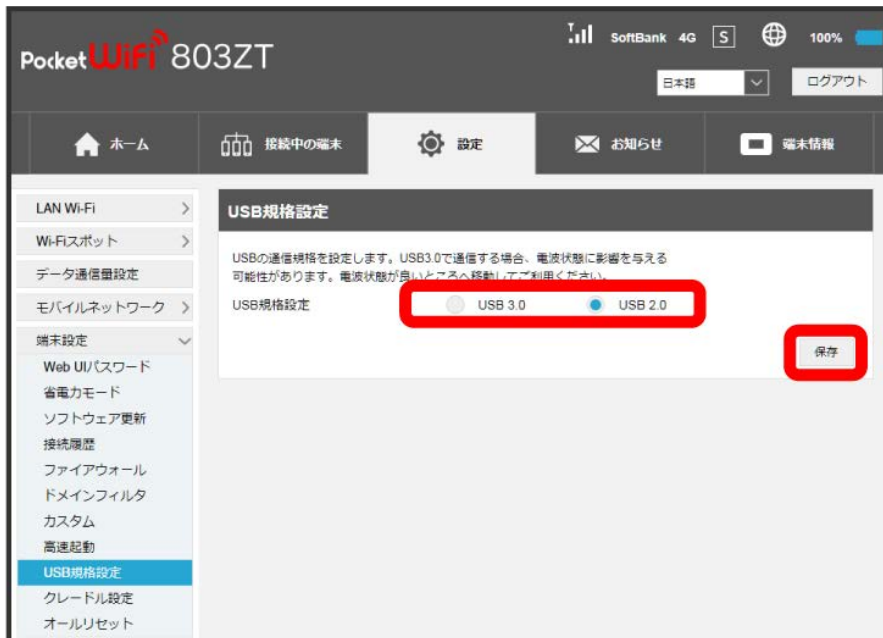 Pocket WiFi 803ZT
SoftBank 4G S 100%
日本語 ログアウト
ホーム 接続中の端末 設定 お知らせ 端末情報
LAN Wi-Fi
Wi-Fiスポット
データ通信量設定
モバイルネットワーク
端末設定
Web UIパスワード
省電力モード
ソフトウェア更新
接続履歴
ファイアウォール
ドメインフィルタ
カスタム
高速起動
USB規格設定
クレードル設定
オールリセット
USB規格設定
USBの通信規格を設定します。USB3.0で通信する場合、電波状態に影響を与える
可能性があります。電波状態が良いところへ移動してご利用ください。
USB規格設定 USB 3.0 USB 2.0
保存